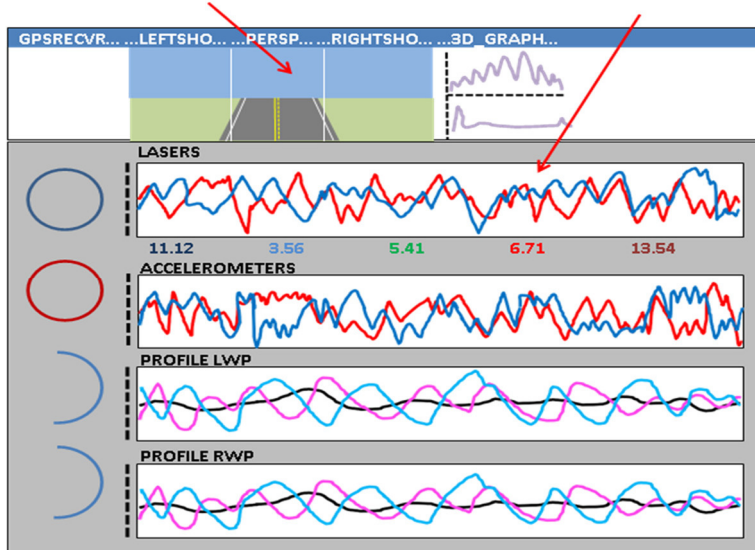 GPSRECVR... ...LEFTSHO... ...PERSP... ...RIGHTSHO... ...3D_GRAPH...
LASERS
11.12 3.56 5.41 6.71 13.54
ACCELEROMETERS
PROFILE LWP
PROFILE RWP